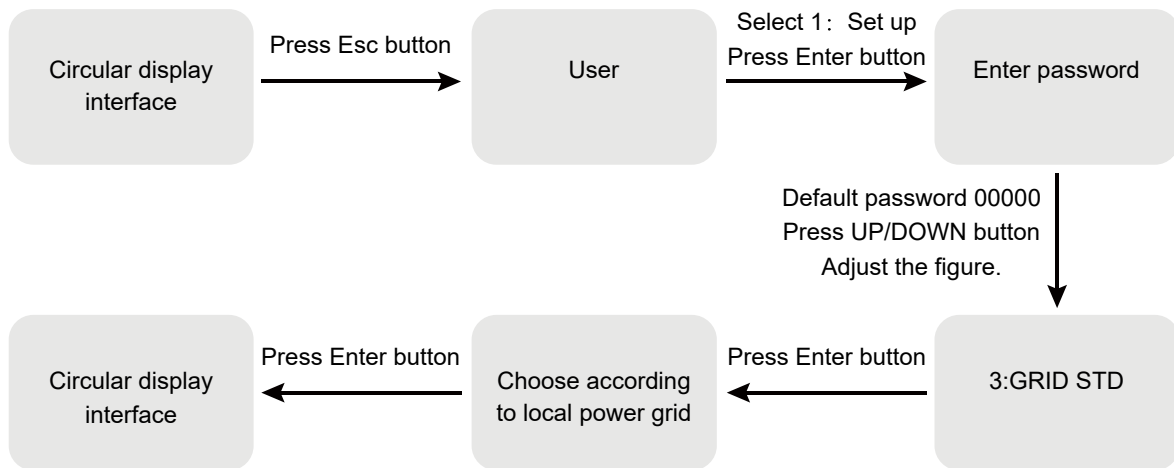 Circular display
interface
Press Esc button
User
Select 1：Set up
Press Enter button
Enter password
Default password 00000
Press UP/DOWN button
Adjust the figure.
3:GRID STD
Press Enter button
Choose according
to local power grid
Press Enter button
Circular display
interface